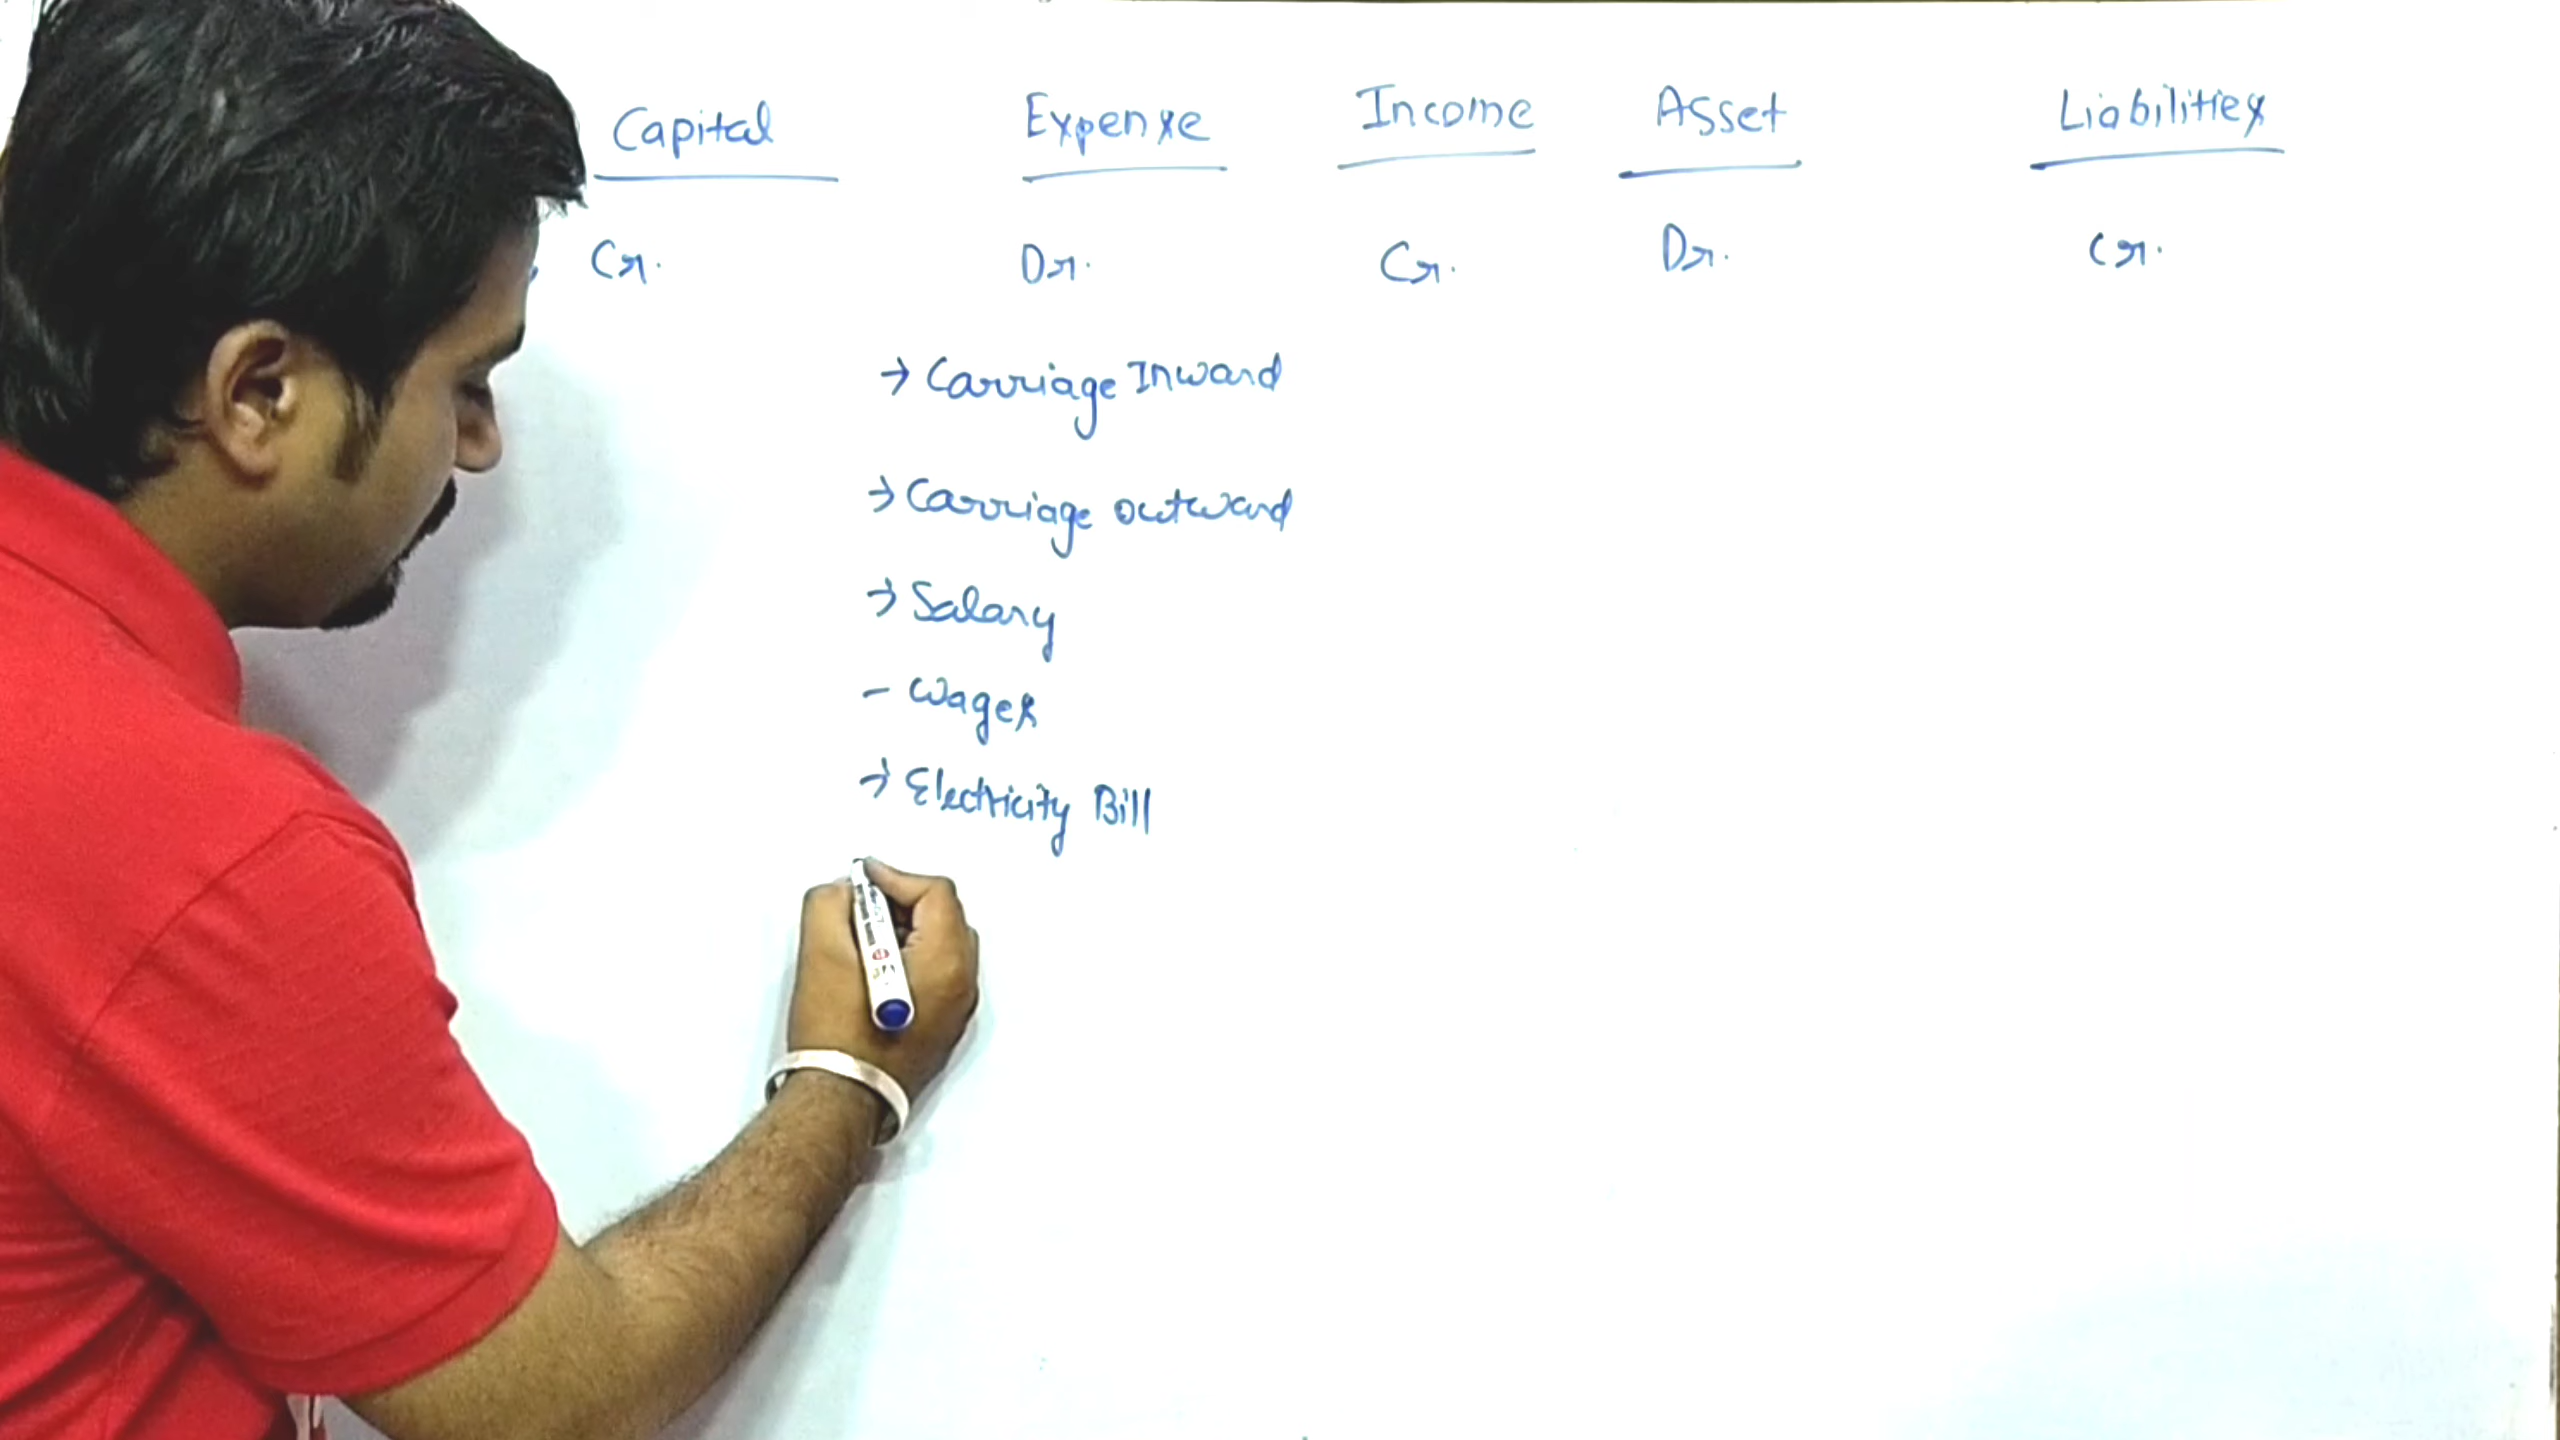 Capital Expense Income Asset Liabilities
Cr. Dr. Cr. Dr. Cr.
→ Carriage Inward
→ Carriage outward
→ Salary
- Wages
→ Electricity Bill